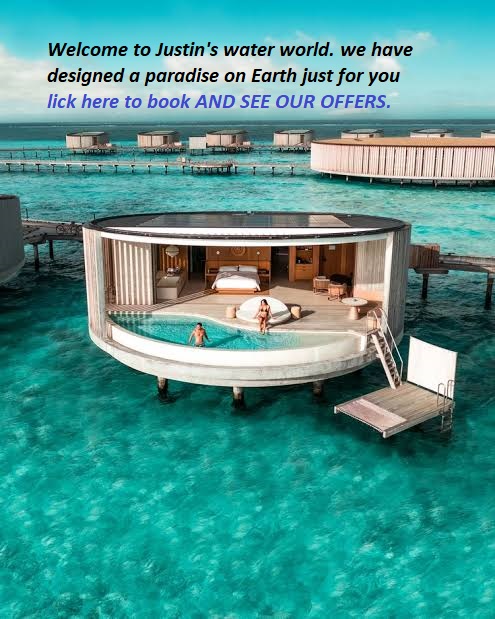 Welcome to Justin's water world. we have
designed a paradise on Earth just for you
lick here to book AND SEE OUR OFFERS.